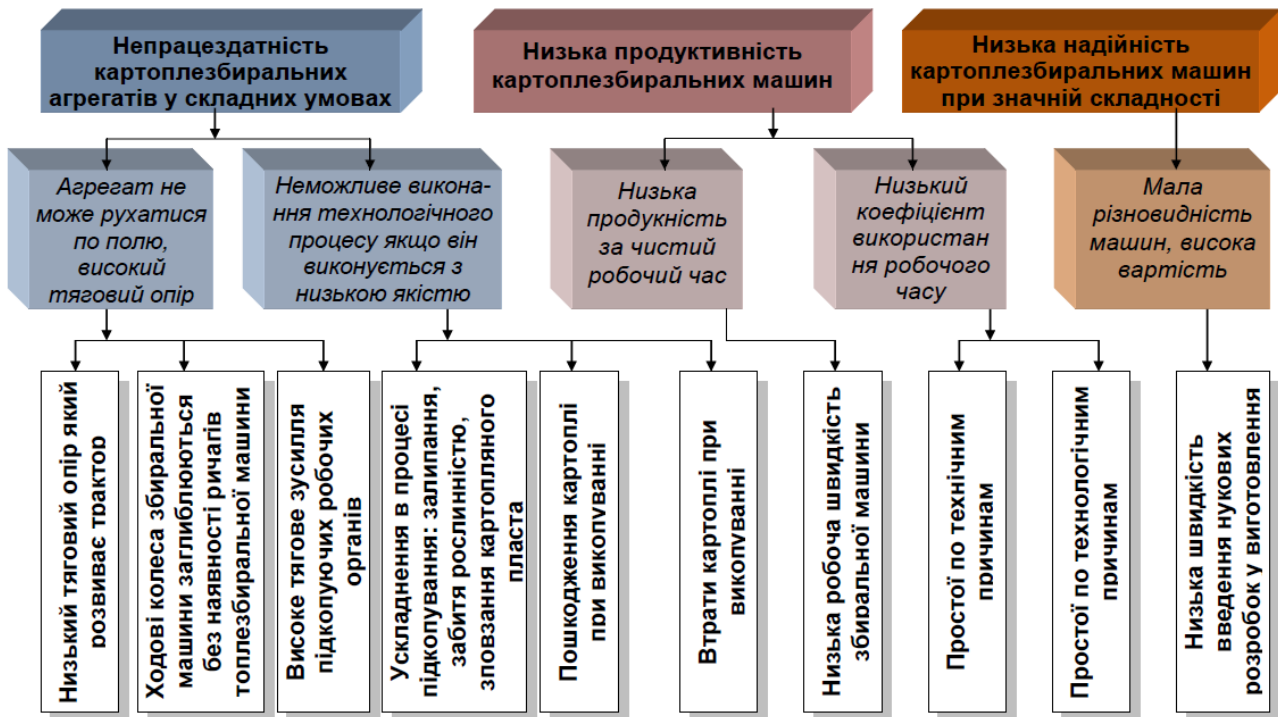 Непрацездатність
картоплезбиральних
агрегатів у складних умовах
Низька продуктивність
картоплезбиральних машин
Низька надійність
картоплезбиральних машин
при значній складності
Агрегат не
може рухатися
по полю,
високий
тяговий опір
Неможливе викона-
ння технологічного
процесу якщо він
виконується з
низькою якістю
Низька
продукність
за чистий
робочий час
Низький
коефіцієнт
використан
ня робочого
часу
Мала
різновидність
машин, висока
вартість
Низький тяговий опір який
розвиває трактор
Ходові колеса збиральної
машини заглиблюються
без наявності ричагів
топлезбиральної машини
Високе тягове зусилля
підкопуючих робочих
органів
Ускладнення в процесі
підкопування: залипання,
забитя рослинністю,
зповзання картопляного
пласта
Пошкодження картоплі
при викопуванні
Втрати картоплі при
викопуванні
Низька робоча швидкість
збиральної машини
Простої по технічним
причинам
Простої по технологічним
причинам
Низька швидкість
введення нукових
розробок у виготовлення